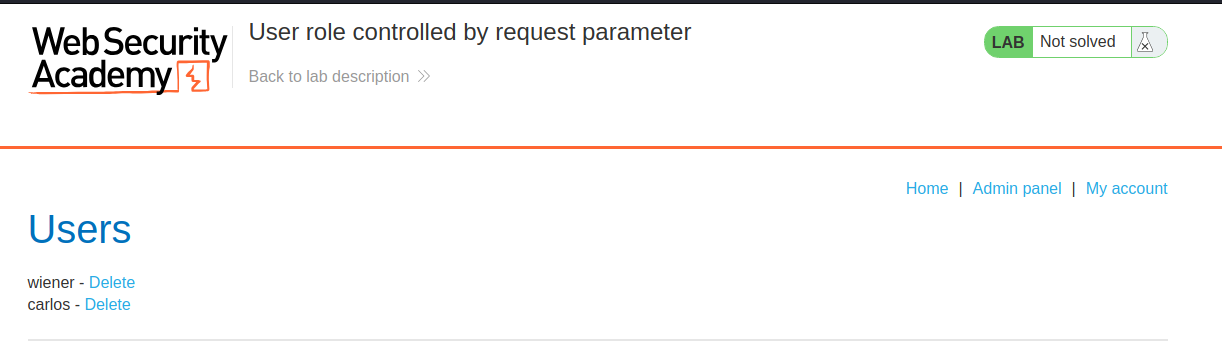 Web Security
Academy
User role controlled by request parameter
Back to lab description
LAB Not solved
Home | Admin panel | My account
Users
wiener - Delete
carlos - Delete